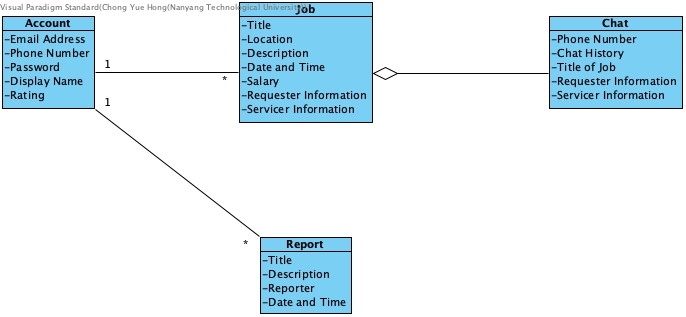 Visual Paradigm Standard(Chong Yue Hong(Nanyang Technological University))
Account
-Email Address
-Phone Number
-Password
-Display Name
-Rating
1
*
1
*
Job
-Title
-Location
-Description
-Date and Time
-Salary
-Requester Information
-Servicer Information
Chat
-Phone Number
-Chat History
-Title of Job
-Requester Information
-Servicer Information
Report
-Title
-Description
-Reporter
-Date and Time